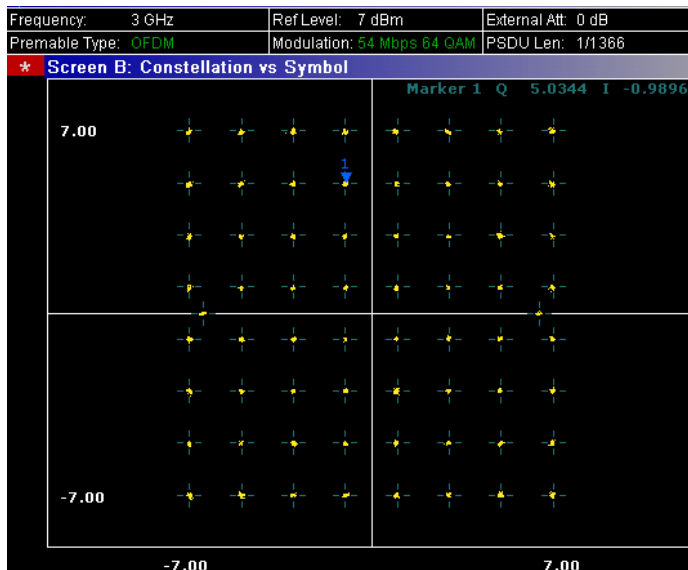 Frequency: 3 GHz Ref Level: 7 dBm External Att: 0 dB
Premable Type: OFDM Modulation: 54 Mbps 64 QAM PSDU Len: 1/1366
* Screen B: Constellation vs Symbol
Marker 1 Q 5.0344 I -0.9896
7.00
1
-7.00
-7.00 7.00